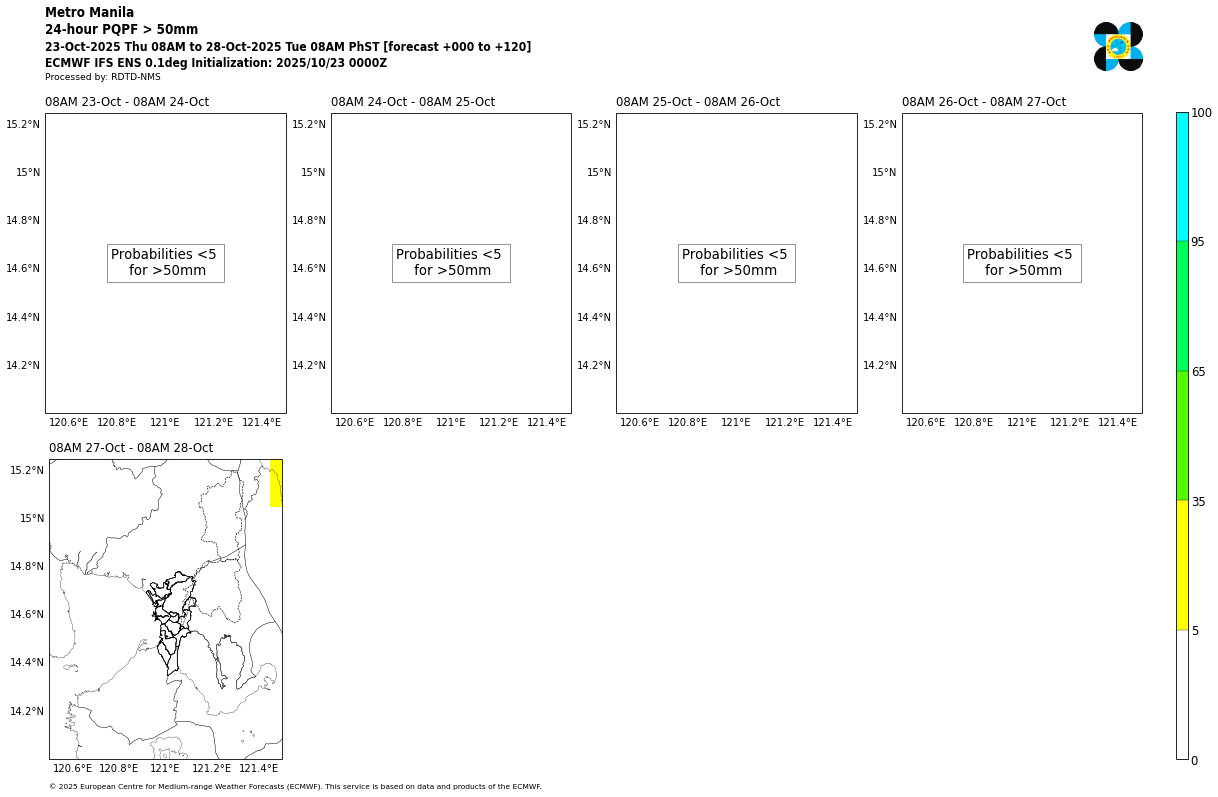 Metro Manila
24-hour PQPF > 50mm
23-Oct-2025 Thu 08AM to 28-Oct-2025 Tue 08AM PhST [forecast +000 to +120]
ECMWF IFS ENS 0.1deg Initialization: 2025/10/23 0000Z
Processed by: RDTD-NMS
08AM 23-Oct - 08AM 24-Oct
15.2°N
15°N
14.8°N
14.6°N
14.4°N
14.2°N
Probabilities <5
for >50mm
120.6°E 120.8°E 121°E 121.2°E 121.4°E
08AM 24-Oct - 08AM 25-Oct
15.2°N
15°N
14.8°N
14.6°N
14.4°N
14.2°N
Probabilities <5
for >50mm
120.6°E 120.8°E 121°E 121.2°E 121.4°E
08AM 25-Oct - 08AM 26-Oct
15.2°N
15°N
14.8°N
14.6°N
14.4°N
14.2°N
Probabilities <5
for >50mm
120.6°E 120.8°E 121°E 121.2°E 121.4°E
08AM 26-Oct - 08AM 27-Oct
15.2°N
15°N
14.8°N
14.6°N
14.4°N
14.2°N
Probabilities <5
for >50mm
120.6°E 120.8°E 121°E 121.2°E 121.4°E
100
95
65
35
5
0
08AM 27-Oct - 08AM 28-Oct
15.2°N
15°N
14.8°N
14.6°N
14.4°N
14.2°N
120.6°E 120.8°E 121°E 121.2°E 121.4°E
© 2025 European Centre for Medium-range Weather Forecasts (ECMWF). This service is based on data and products of the ECMWF.